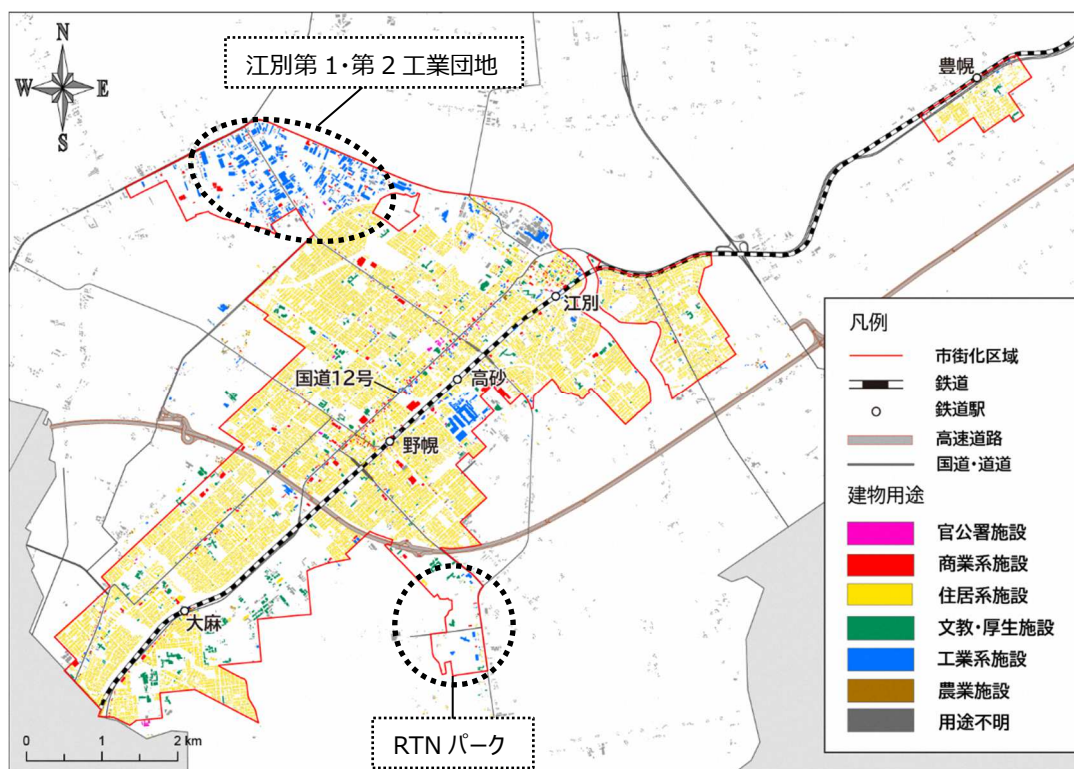 N
W
E
S
江別第1・第2工業団地
豊幌
江別
国道12号
高砂
野幌
大麻
RTN パーク
0 1 2 km
凡例
市街化区域
鉄道
鉄道駅
高速道路
国道・道道
建物用途
官公署施設
商業系施設
住居系施設
文教・厚生施設
工業系施設
農業施設
用途不明